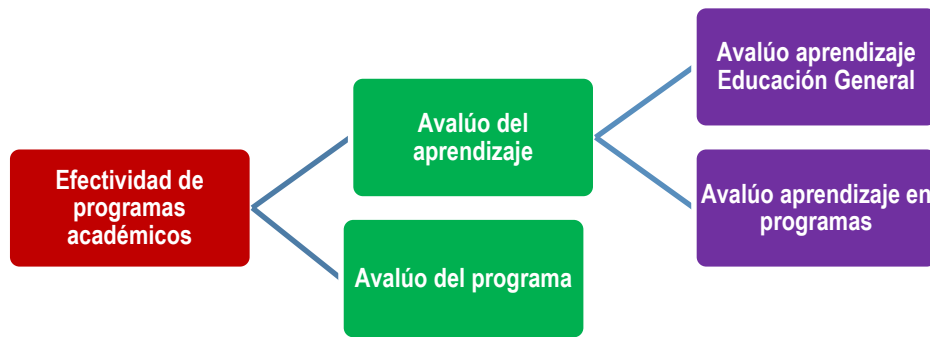 Efectividad de
programas
académicos
Avalúo del
aprendizaje
Avalúo del programa
Avalúo aprendizaje
Educación General
Avalúo aprendizaje en
programas